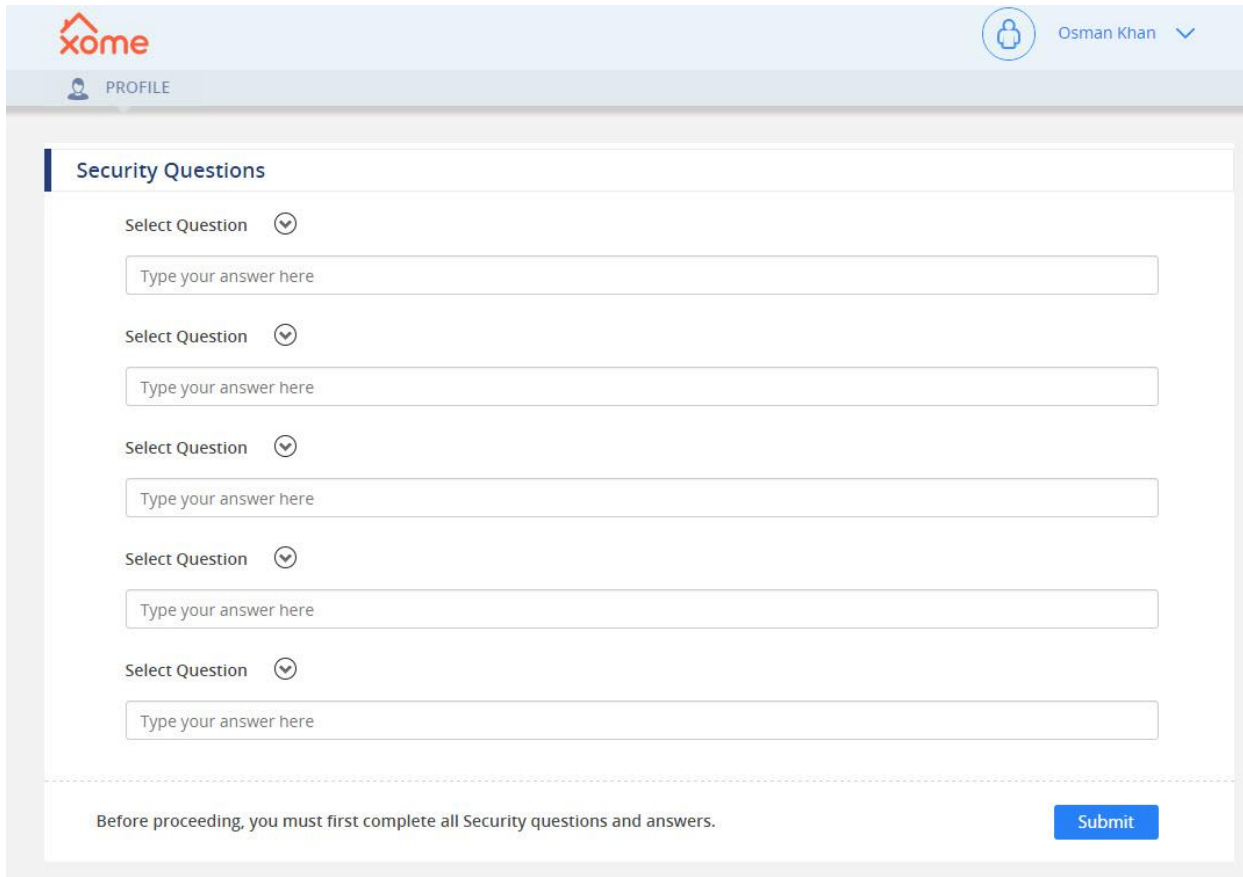 xome
Osman Khan
PROFILE
Security Questions
Select Question
Type your answer here
Select Question
Type your answer here
Select Question
Type your answer here
Select Question
Type your answer here
Select Question
Type your answer here
Before proceeding, you must first complete all Security questions and answers.
Submit